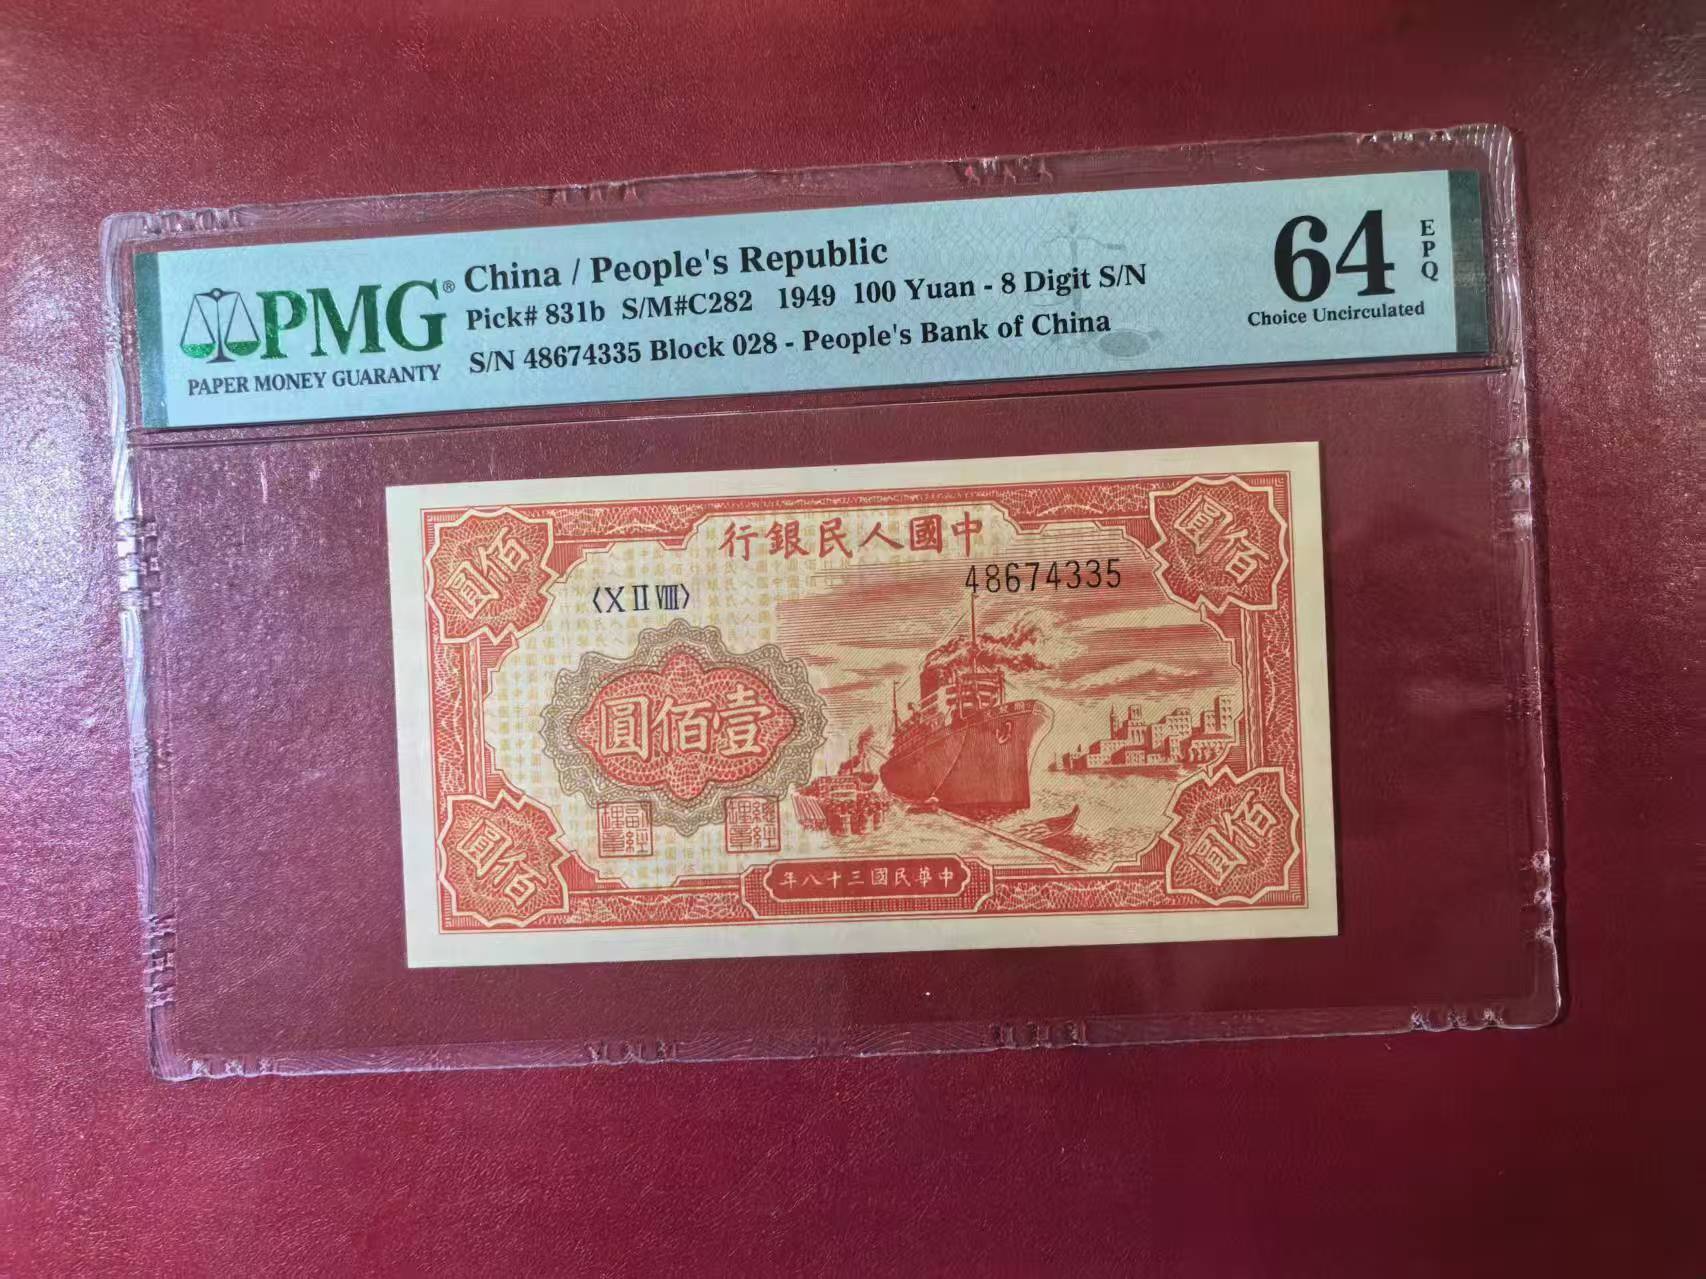 PMG®
PAPER MONEY GUARANTY
China / People's Republic
Pick# 831b S/M#C282 1949 100 Yuan - 8 Digit S/N
S/N 48674335 Block 028 - People's Bank of China
64
EPQ
Choice Uncirculated
中國人民銀行
〈X II VIII〉
48674335
佰圓
佰圓
壹佰圓
佰圓
佰圓
中華民國三十八年